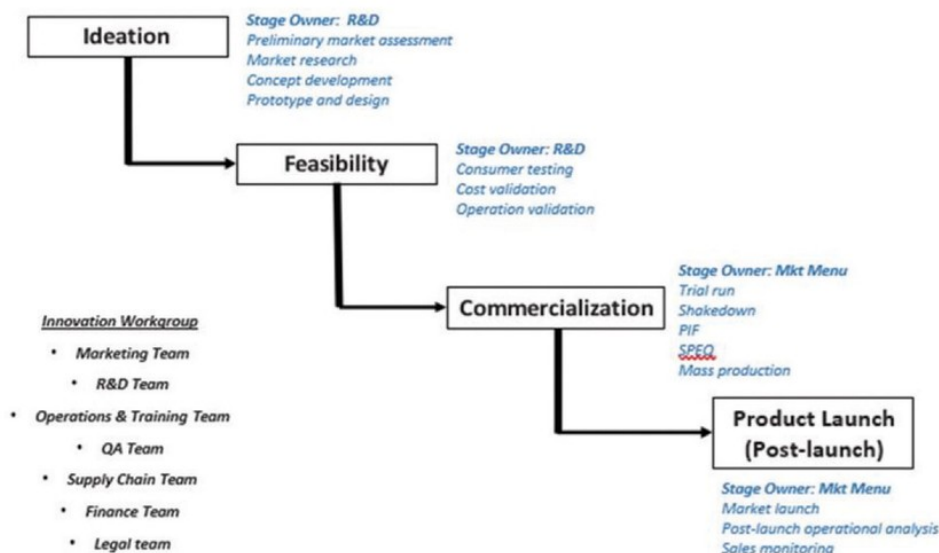 Ideation
Stage Owner: R&D
Preliminary market assessment
Market research
Concept development
Prototype and design
Feasibility
Stage Owner: R&D
Consumer testing
Cost validation
Operation validation
Commercialization
Stage Owner: Mkt Menu
Trial run
Shakedown
PIF
SPEQ
Mass production
Product Launch
(Post-launch)
Stage Owner: Mkt Menu
Market launch
Post-launch operational analysis
Sales monitoring
Innovation Workgroup
• Marketing Team
• R&D Team
• Operations & Training Team
• QA Team
• Supply Chain Team
• Finance Team
• Legal team